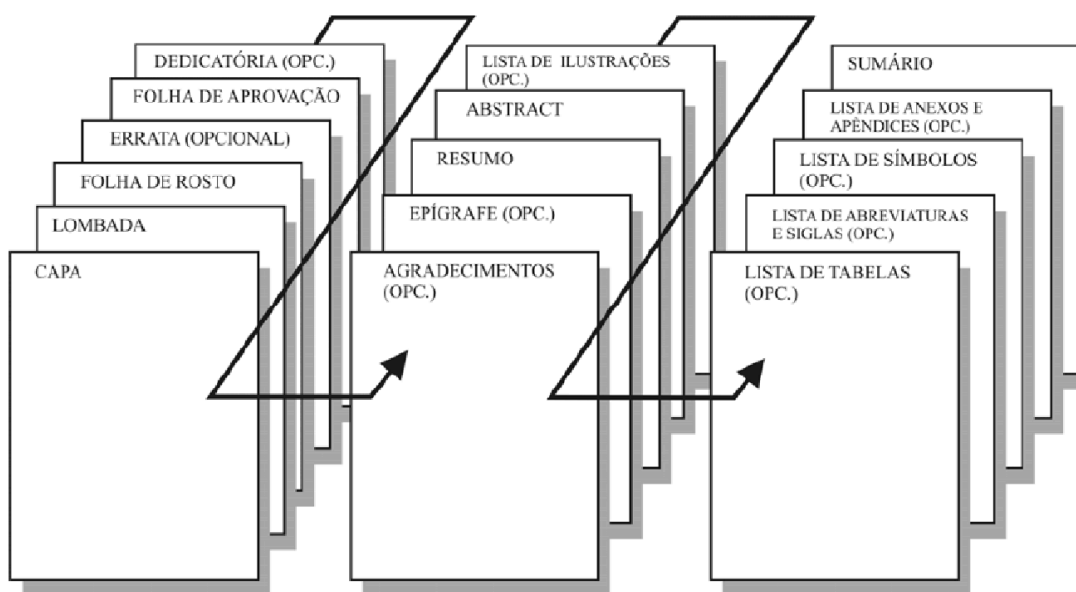 CAPA
LOMBADA
FOLHA DE ROSTO
ERRATA (OPCIONAL)
FOLHA DE APROVAÇÃO
DEDICATÓRIA (OPC.)
AGRADECIMENTOS
(OPC.)
EPÍGRAFE (OPC.)
RESUMO
ABSTRACT
LISTA DE ILUSTRAÇÕES
(OPC.)
LISTA DE TABELAS
(OPC.)
LISTA DE ABREVIATURAS
E SIGLAS (OPC.)
LISTA DE SÍMBOLOS
(OPC.)
LISTA DE ANEXOS E
APÊNDICES (OPC.)
SUMÁRIO